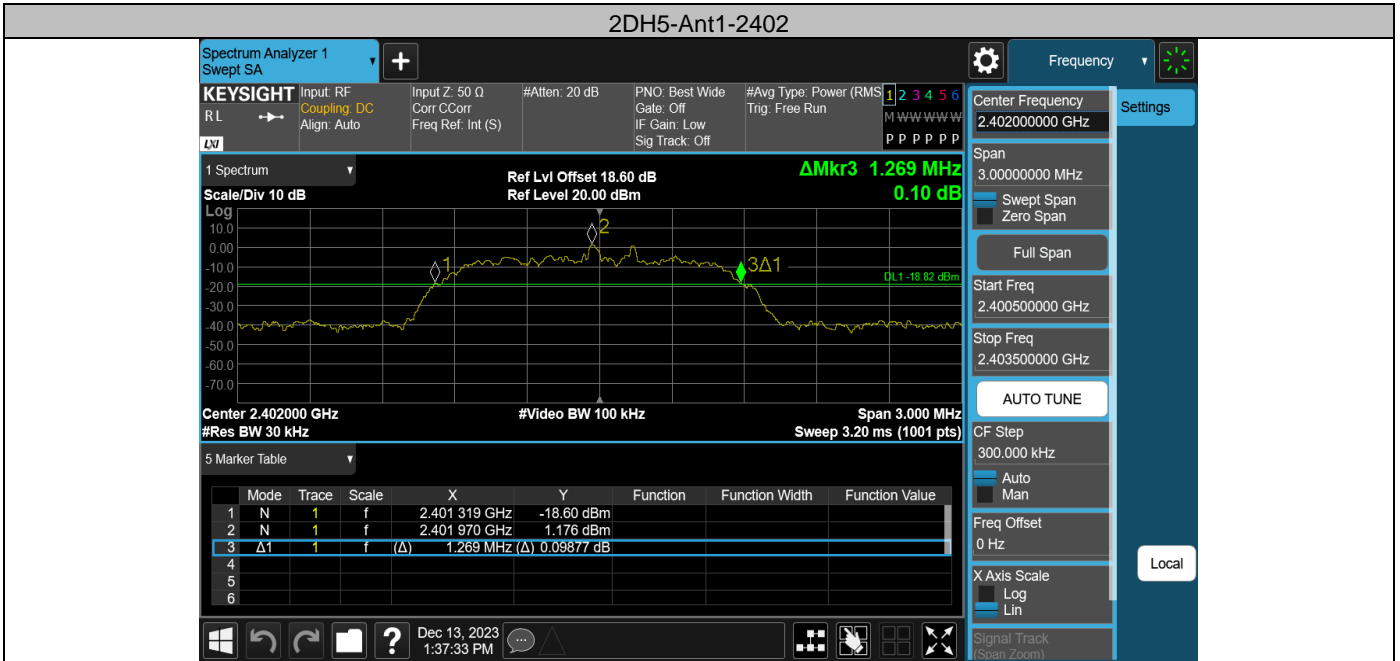 2DH5-Ant1-2402
Spectrum Analyzer 1
Swept SA
Frequency
KEYSIGHT
RL
LXI
Input: RF
Coupling: DC
Align: Auto
Input Z: 50 Ω
Corr CCorr
Freq Ref: Int (S)
#Atten: 20 dB
PNO: Best Wide
Gate: Off
IF Gain: Low
Sig Track: Off
#Avg Type: Power (RMS
Trig: Free Run
1 2 3 4 5 6
M W W W W W
P P P P P P
1 Spectrum
Scale/Div 10 dB
Ref Lvl Offset 18.60 dB
Ref Level 20.00 dBm
ΔMkr3 1.269 MHz
0.10 dB
Log
10.0
0.00
-10.0
-20.0
-30.0
-40.0
-50.0
-60.0
-70.0
1
2
3Δ1
DL1 -18.82 dBm
Center 2.402000 GHz
#Video BW 100 kHz
Span 3.000 MHz
#Res BW 30 kHz
Sweep 3.20 ms (1001 pts)
5 Marker Table
Mode Trace Scale X Y Function Function Width Function Value
1 N 1 f 2.401 319 GHz -18.60 dBm
2 N 1 f 2.401 970 GHz 1.176 dBm
3 Δ1 1 f (Δ) 1.269 MHz (Δ) 0.09877 dB
4
5
6
Dec 13, 2023
1:37:33 PM
Center Frequency
2.402000000 GHz
Settings
Span
3.00000000 MHz
Swept Span
Zero Span
Full Span
Start Freq
2.400500000 GHz
Stop Freq
2.403500000 GHz
AUTO TUNE
CF Step
300.000 kHz
Auto
Man
Freq Offset
0 Hz
X Axis Scale
Log
Lin
Local
Signal Track
(Span Zoom)